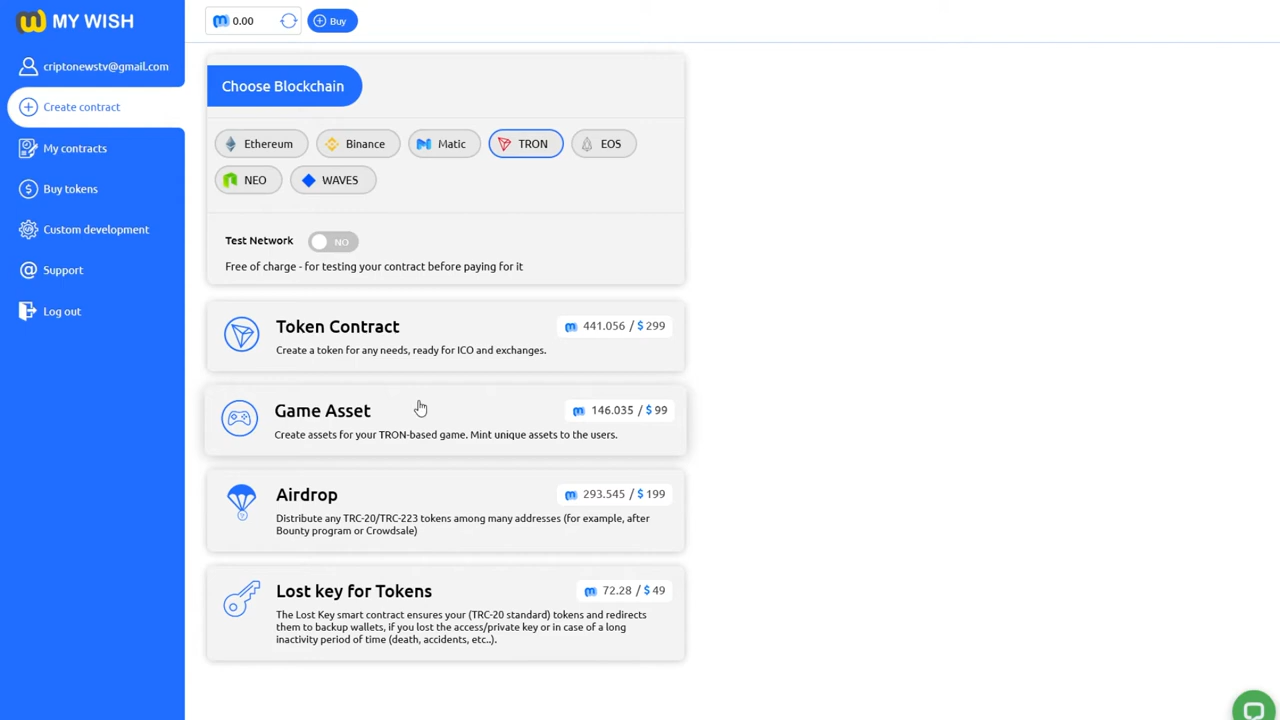 MY WISH
0.00
Buy
criptonewstv@gmail.com
Create contract
My contracts
Buy tokens
Custom development
Support
Log out
Choose Blockchain
Ethereum
Binance
Matic
TRON
EOS
NEO
WAVES
Test Network
NO
Free of charge - for testing your contract before paying for it
Token Contract
441.056 / $ 299
Create a token for any needs, ready for ICO and exchanges.
Game Asset
146.035 / $ 99
Create assets for your TRON-based game. Mint unique assets to the users.
Airdrop
293.545 / $ 199
Distribute any TRC-20/TRC-223 tokens among many addresses (for example, after
Bounty program or Crowdsale)
Lost key for Tokens
72.28 / $ 49
The Lost Key smart contract ensures your (TRC-20 standard) tokens and redirects
them to backup wallets, if you lost the access/private key or in case of a long
inactivity period of time (death, accidents, etc..).